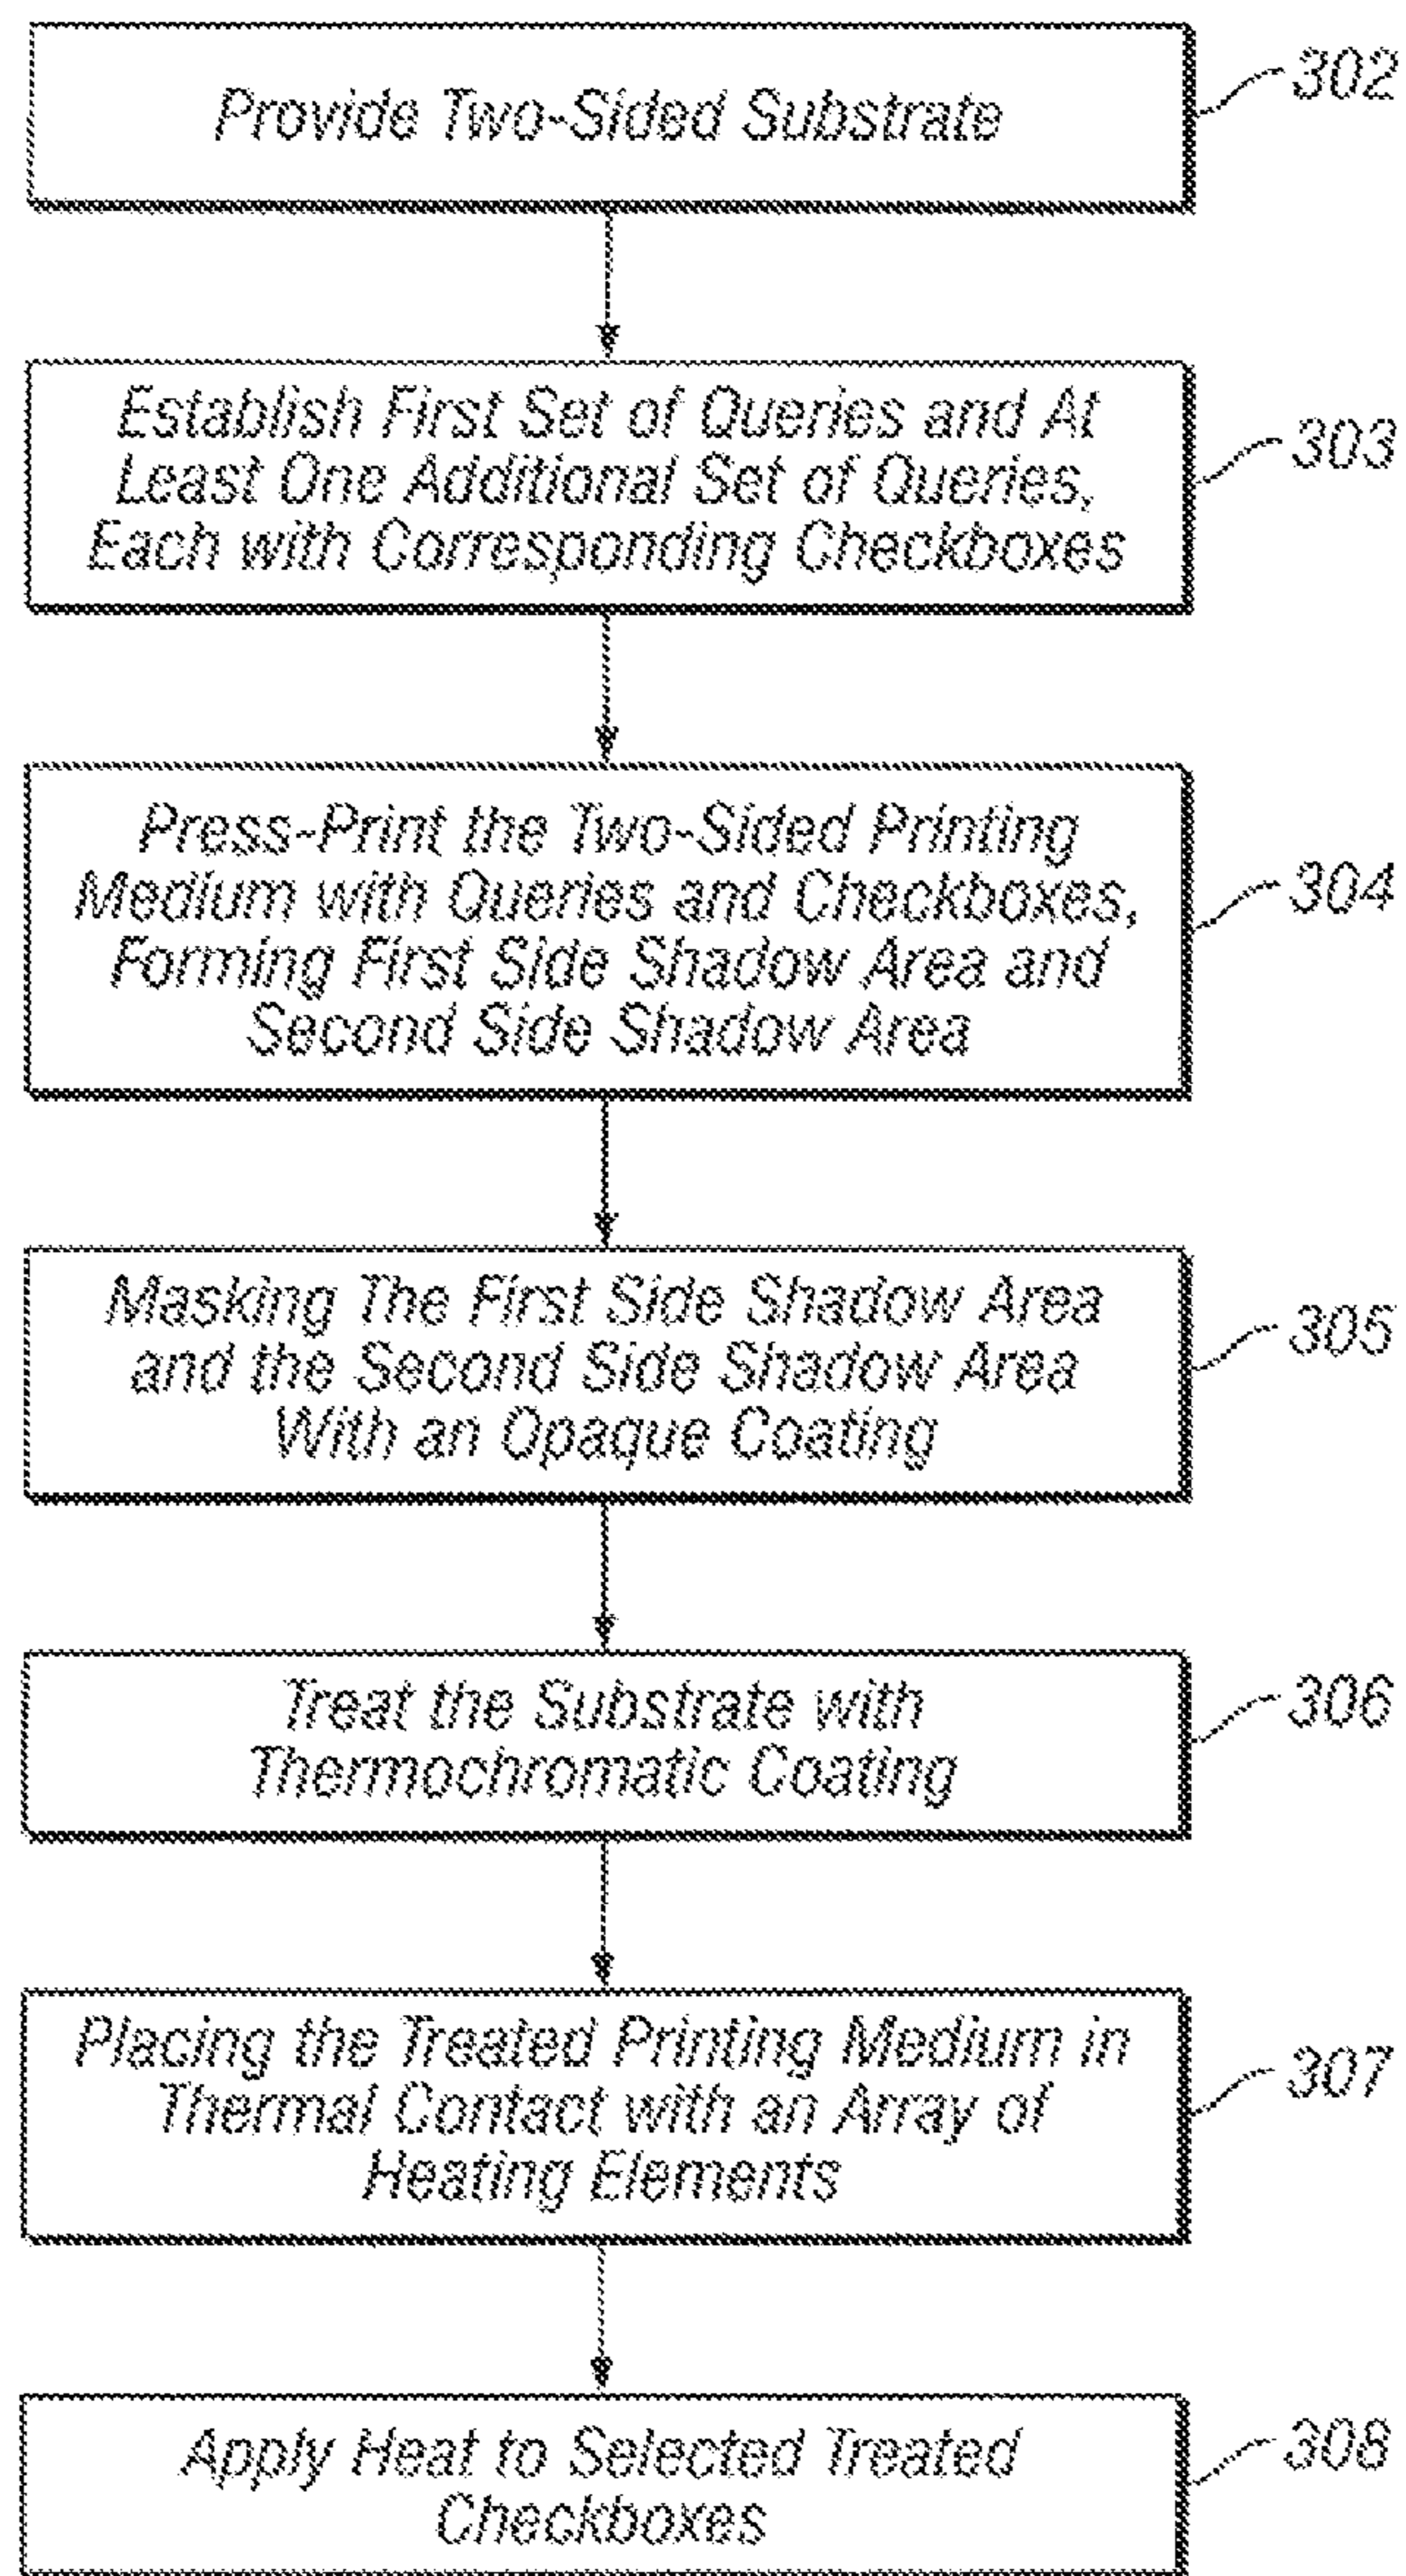 Provide Two-Sided Substrate
302
Establish First Set of Queries and At
Least One Additional Set of Queries,
Each with Corresponding Checkboxes
303
Press-Print the Two-Sided Printing
Medium with Queries and Checkboxes,
Forming First Side Shadow Area and
Second Side Shadow Area
304
Masking The First Side Shadow Area
and the Second Side Shadow Area
With an Opaque Coating
305
Treat the Substrate with
Thermochromatic Coating
306
Placing the Treated Printing Medium in
Thermal Contact with an Array of
Heating Elements
307
Apply Heat to Selected Treated
Checkboxes
308